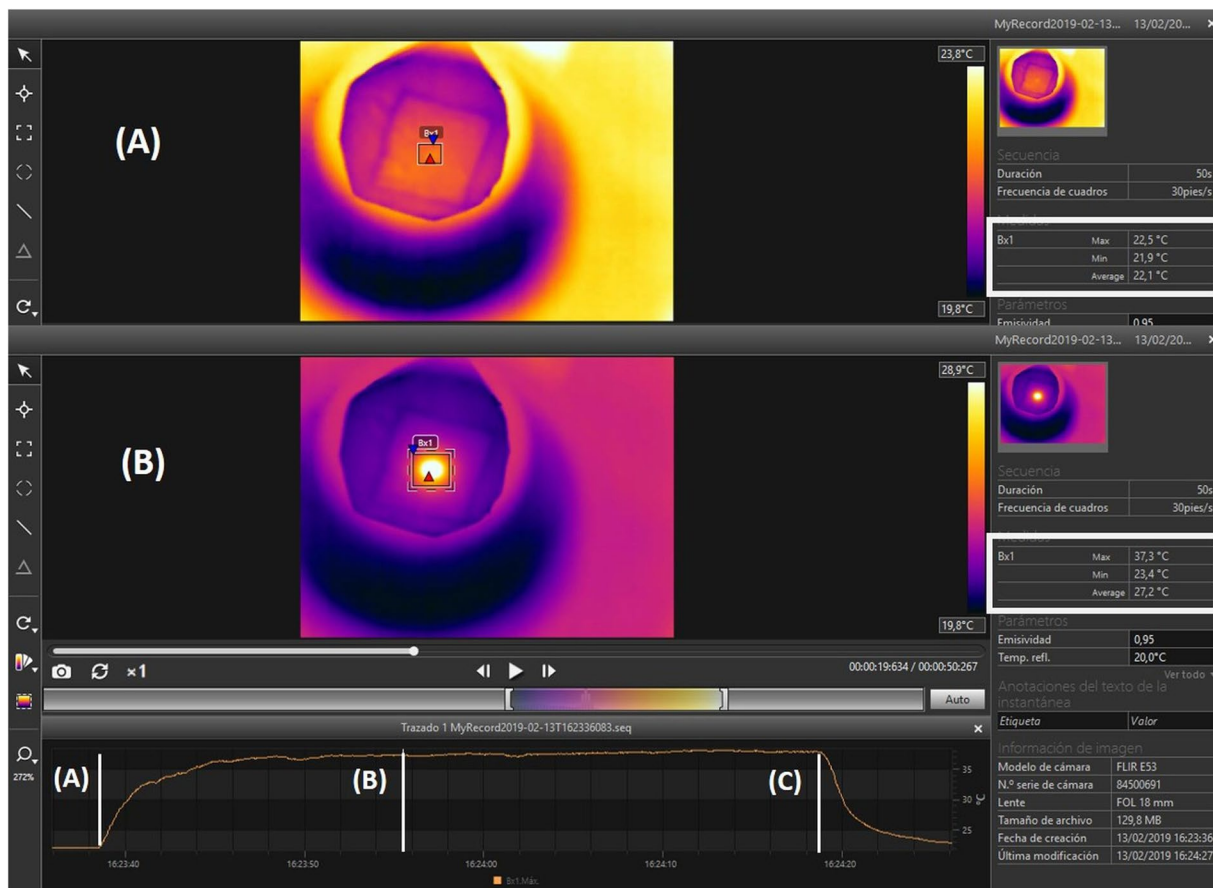 MyRecord2019-02-13... 13/02/20... ×
(A)
Bx1
23,8°C
19,8°C
Secuencia
Duración 50s
Frecuencia de cuadros 30pies/s
Medidas
Bx1 Max 22,5 °C
Min 21,9 °C
Average 22,1 °C
Parámetros
Emisividad 0,95
MyRecord2019-02-13... 13/02/20... ×
(B)
Bx1
28,9°C
19,8°C
Secuencia
Duración 50s
Frecuencia de cuadros 30pies/s
Medidas
Bx1 Max 37,3 °C
Min 23,4 °C
Average 27,2 °C
Parámetros
Emisividad 0,95
Temp. refl. 20,0°C
Ver todo
Anotaciones del texto de la
instantánea
Etiqueta Valor
Información de imagen
Modelo de cámara FLIR E53
N.º serie de cámara 84500691
Lente FOL 18 mm
Tamaño de archivo 129,8 MB
Fecha de creación 13/02/2019 16:23:36
Última modificación 13/02/2019 16:24:27
×1
00:00:19:634 / 00:00:50:267
Auto
Trazado 1 MyRecord2019-02-13T162336083.seq ×
272%
(A) (B) (C)
35
30
25
°C
16:23:40 16:23:50 16:24:00 16:24:10 16:24:20
Bx1.Máx.